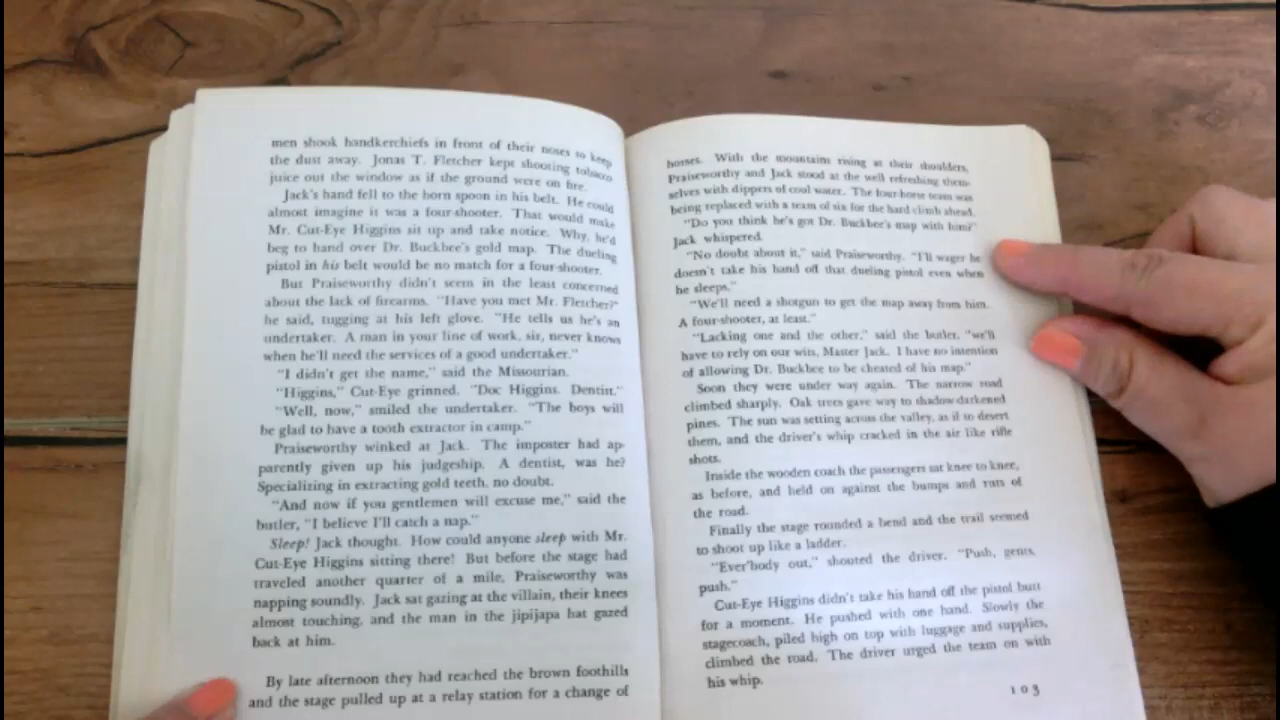 men shook handkerchiefs in front of their noses to keep
the dust away. Jonas T. Fletcher kept shooting tobacco
juice out the window as if the ground were on fire.
Jack's hand fell to the horn spoon in his belt. He could
almost imagine it was a four-shooter. That would make
Mr. Cut-Eye Higgins sit up and take notice. Why, he'd
beg to hand over Dr. Buckbee's gold map. The dueling
pistol in his belt would be no match for a four-shooter.
But Praiseworthy didn't seem in the least concerned
about the lack of firearms. "Have you met Mr. Fletcher?"
he said, tugging at his left glove. "He tells us he's an
undertaker. A man in your line of work, sir, never knows
when he'll need the services of a good undertaker."
"I didn't get the name," said the Missourian.
"Higgins," Cut-Eye grinned. "Doc Higgins. Dentist."
"Well, now," smiled the undertaker. "The boys will
be glad to have a tooth extractor in camp."
Praiseworthy winked at Jack. The imposter had ap-
parently given up his judgeship. A dentist, was he?
Specializing in extracting gold teeth, no doubt.
"And now if you gentlemen will excuse me," said the
butler, "I believe I'll catch a nap."
Sleep! Jack thought. How could anyone sleep with Mr.
Cut-Eye Higgins sitting there! But before the stage had
traveled another quarter of a mile, Praiseworthy was
napping soundly. Jack sat gazing at the villain, their knees
almost touching, and the man in the jipijapa hat gazed
back at him.
By late afternoon they had reached the brown foothills
and the stage pulled up at a relay station for a change of
horses. With the mountains rising at their shoulders,
Praiseworthy and Jack stood at the well refreshing them-
selves with dippers of cool water. The four-horse team was
being replaced with a team of six for the hard climb ahead.
"Do you think he's got Dr. Buckbee's map with him?"
Jack whispered.
"No doubt about it," said Praiseworthy. "I'll wager he
doesn't take his hand off that dueling pistol even when
he sleeps."
"We'll need a shotgun to get the map away from him.
A four-shooter, at least."
"Lacking one and the other," said the butler, "we'll
have to rely on our wits, Master Jack. I have no intention
of allowing Dr. Buckbee to be cheated of his map."
Soon they were under way again. The narrow road
climbed sharply. Oak trees gave way to shadow-darkened
pines. The sun was setting across the valley, as if to desert
them, and the driver's whip cracked in the air like rifle
shots.
Inside the wooden coach the passengers sat knee to knee,
as before, and held on against the bumps and ruts of
the road.
Finally the stage rounded a bend and the trail seemed
to shoot up like a ladder.
"Ever'body out," shouted the driver. "Push, gents,
push."
Cut-Eye Higgins didn't take his hand off the pistol butt
for a moment. He pushed with one hand. Slowly the
stagecoach, piled high on top with luggage and supplies,
climbed the road. The driver urged the team on with
his whip.
103